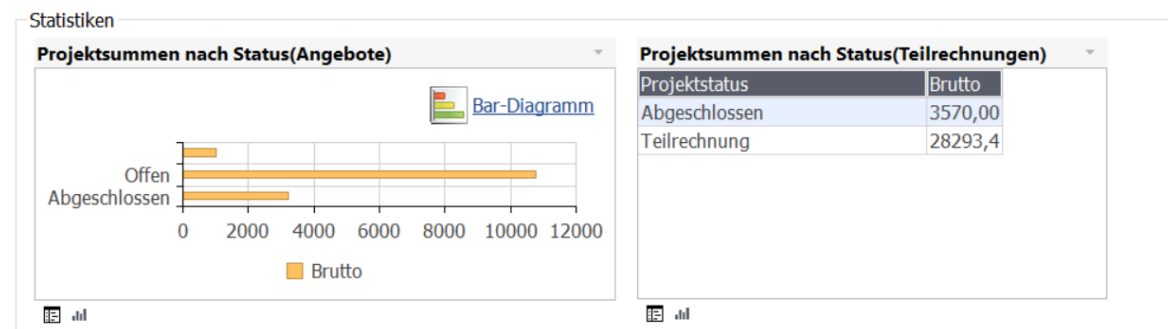 Statistiken
Projektsummen nach Status(Angebote)
Bar-Diagramm
Offen
Abgeschlossen
0 2000 4000 6000 8000 10000 12000
Brutto
Projektsummen nach Status(Teilrechnungen)
Projektstatus Brutto
Abgeschlossen 3570,00
Teilrechnung 28293,4